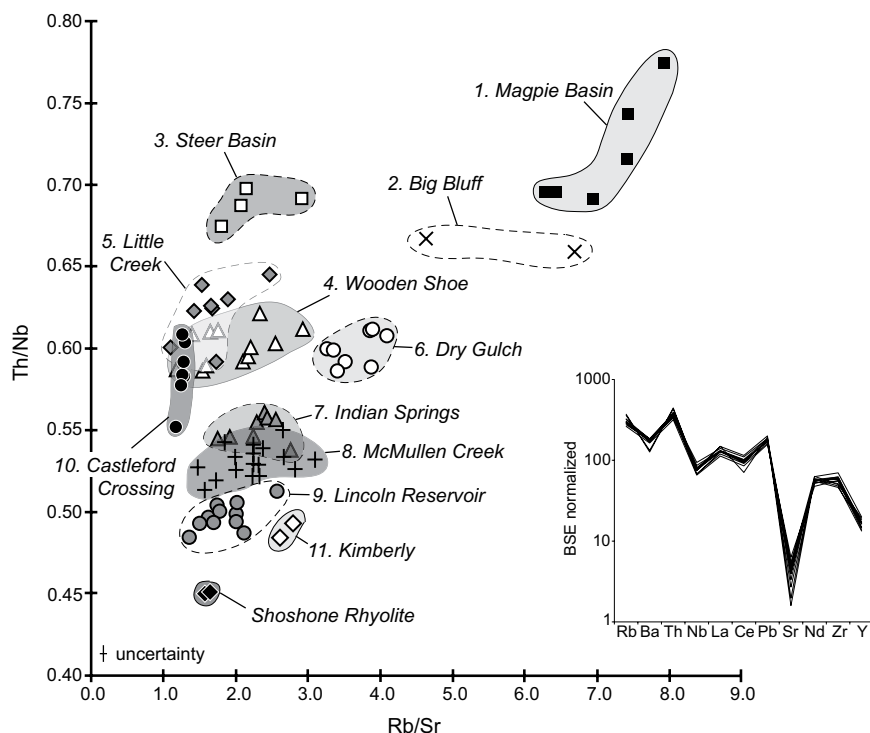 0.80
0.75
0.70
0.65
0.60
0.55
0.50
0.45
0.40
Th/Nb
1. Magpie Basin
3. Steer Basin
2. Big Bluff
5. Little
Creek
4. Wooden Shoe
6. Dry Gulch
7. Indian Springs
8. McMullen Creek
10. Castleford
Crossing
9. Lincoln Reservoir
11. Kimberly
Shoshone Rhyolite
uncertainty
0.0 1.0 2.0 3.0 4.0 5.0 6.0 7.0 8.0 9.0
Rb/Sr
1000
100
10
1
BSE normalized
Rb Ba Th Nb La Ce Pb Sr Nd Zr Y